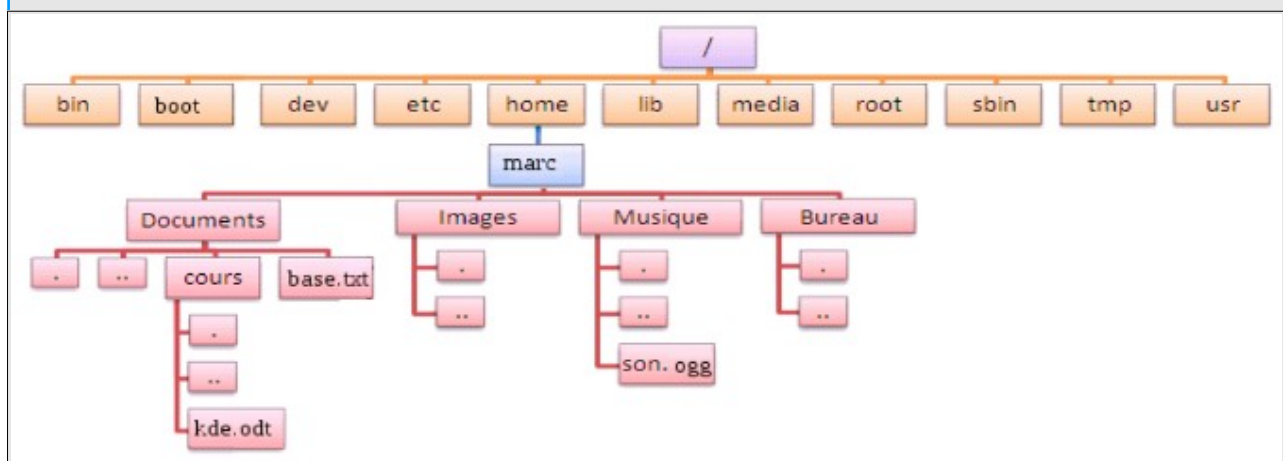 /
bin boot dev etc home lib media root sbin tmp usr
marc
Documents Images Musique Bureau
. .. cours base.txt . . .
.. .. ..
.
son. ogg
..
kde.odt